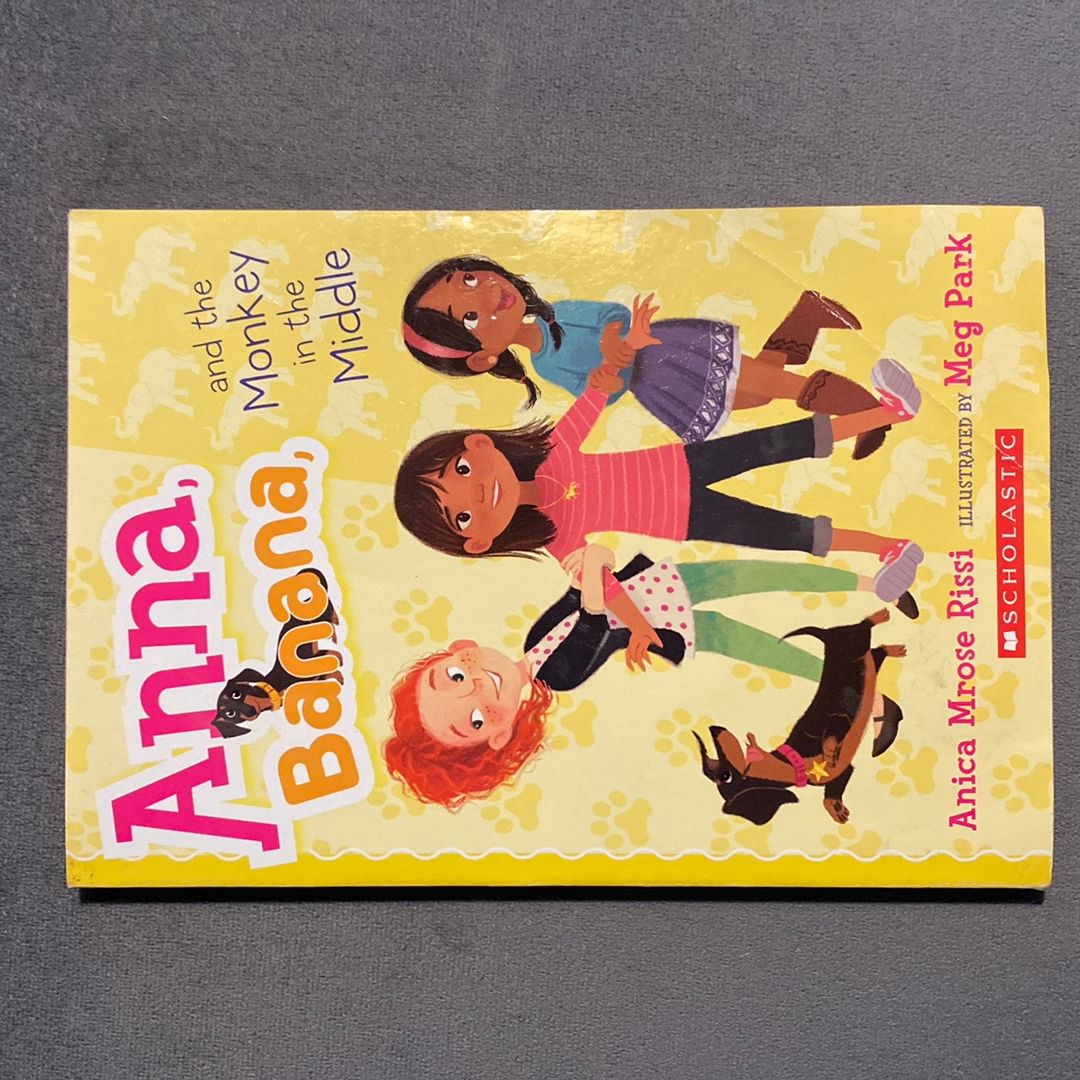 Anna,
Banana,
and the
Monkey
in the
Middle
Anica Mrose Rissi ILLUSTRATED BY Meg Park
SCHOLASTIC